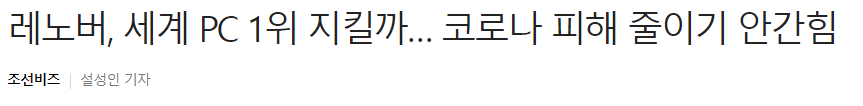 레노버, 세계 PC 1위 지킬까... 코로나 피해 줄이기 안간힘
조선비즈 | 설성인 기자